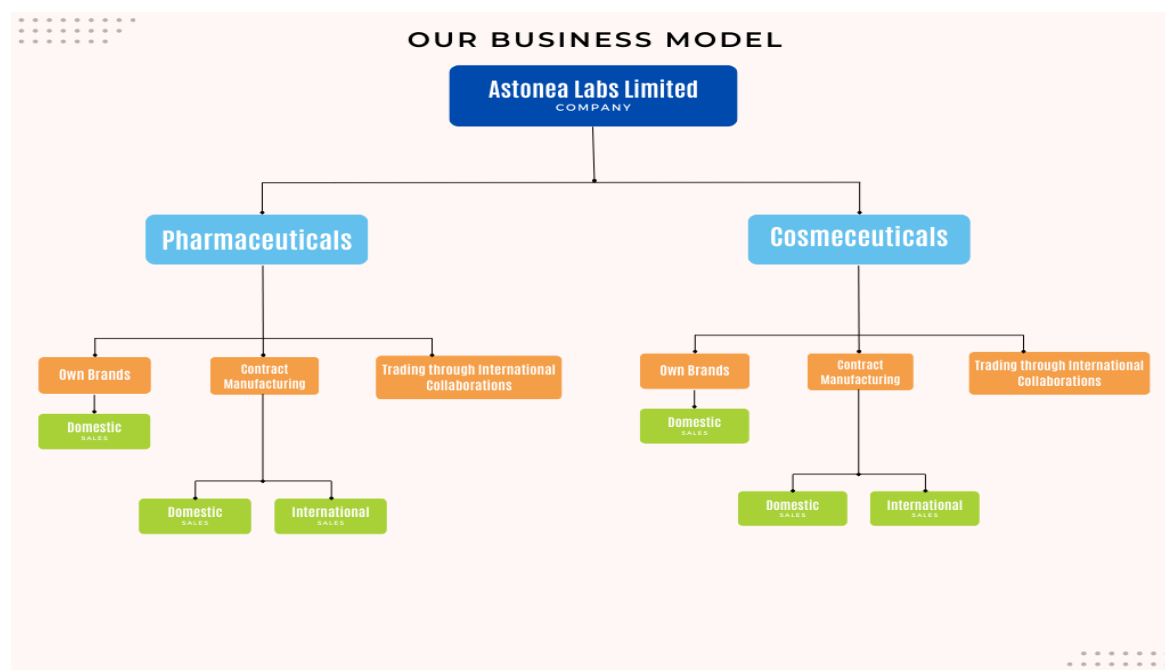 OUR BUSINESS MODEL
Astonea Labs Limited
COMPANY
Pharmaceuticals
Cosmeceuticals
Own Brands
Contract
Manufacturing
Trading through International
Collaborations
Own Brands
Contract
Manufacturing
Trading through International
Collaborations
Domestic
SALES
Domestic
SALES
Domestic
SALES
International
SALES
Domestic
SALES
International
SALES